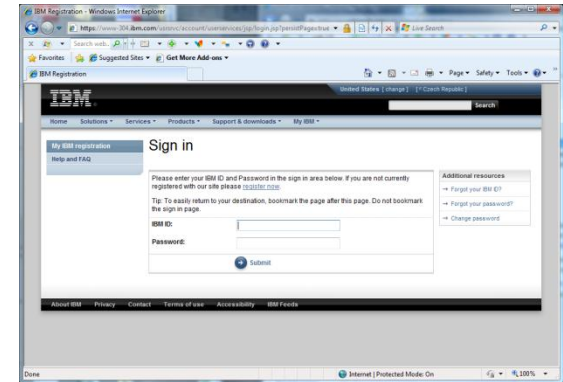 IBM Registration - Windows Internet Explorer
https://www-304.ibm.com/usrsrvc/account/userservices/jsp/login.jsp?persistPage=true
Live Search
Search web...
Favorites Suggested Sites Get More Add-ons
IBM Registration
Page Safety Tools
United States [ change ]
IBM
Search
Home Solutions Services Products Support & downloads My IBM
My IBM registration
Help and FAQ
Sign in
Please enter your IBM ID and Password in the sign in area below. If you are not currently
registered with our site please register now.
Tip: To easily return to your destination, bookmark the page after this page. Do not bookmark
the sign in page.
IBM ID:
Password:
Submit
Additional resources
→ Forgot your IBM ID?
→ Forgot your password?
→ Change password
About IBM Privacy Contact Terms of use Accessibility IBM Feeds
Done
Internet | Protected Mode: On
100%